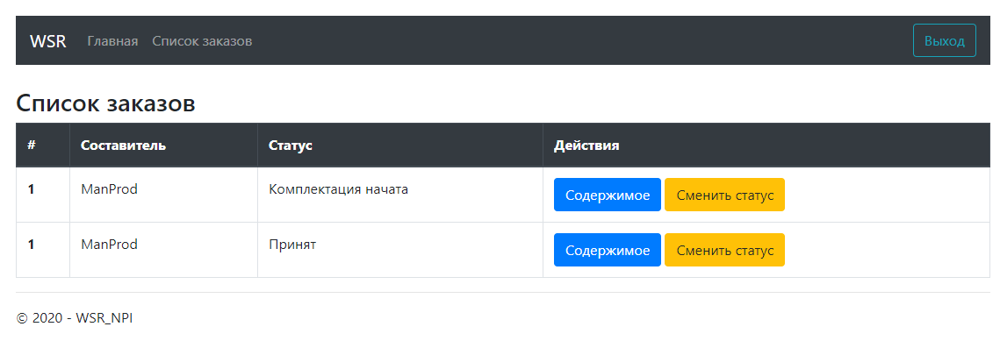 WSR Главная Список заказов Выход
Список заказов
# Составитель Статус Действия
1 ManProd Комплектация начата Содержимое Сменить статус
1 ManProd Принят Содержимое Сменить статус
© 2020 - WSR_NPI